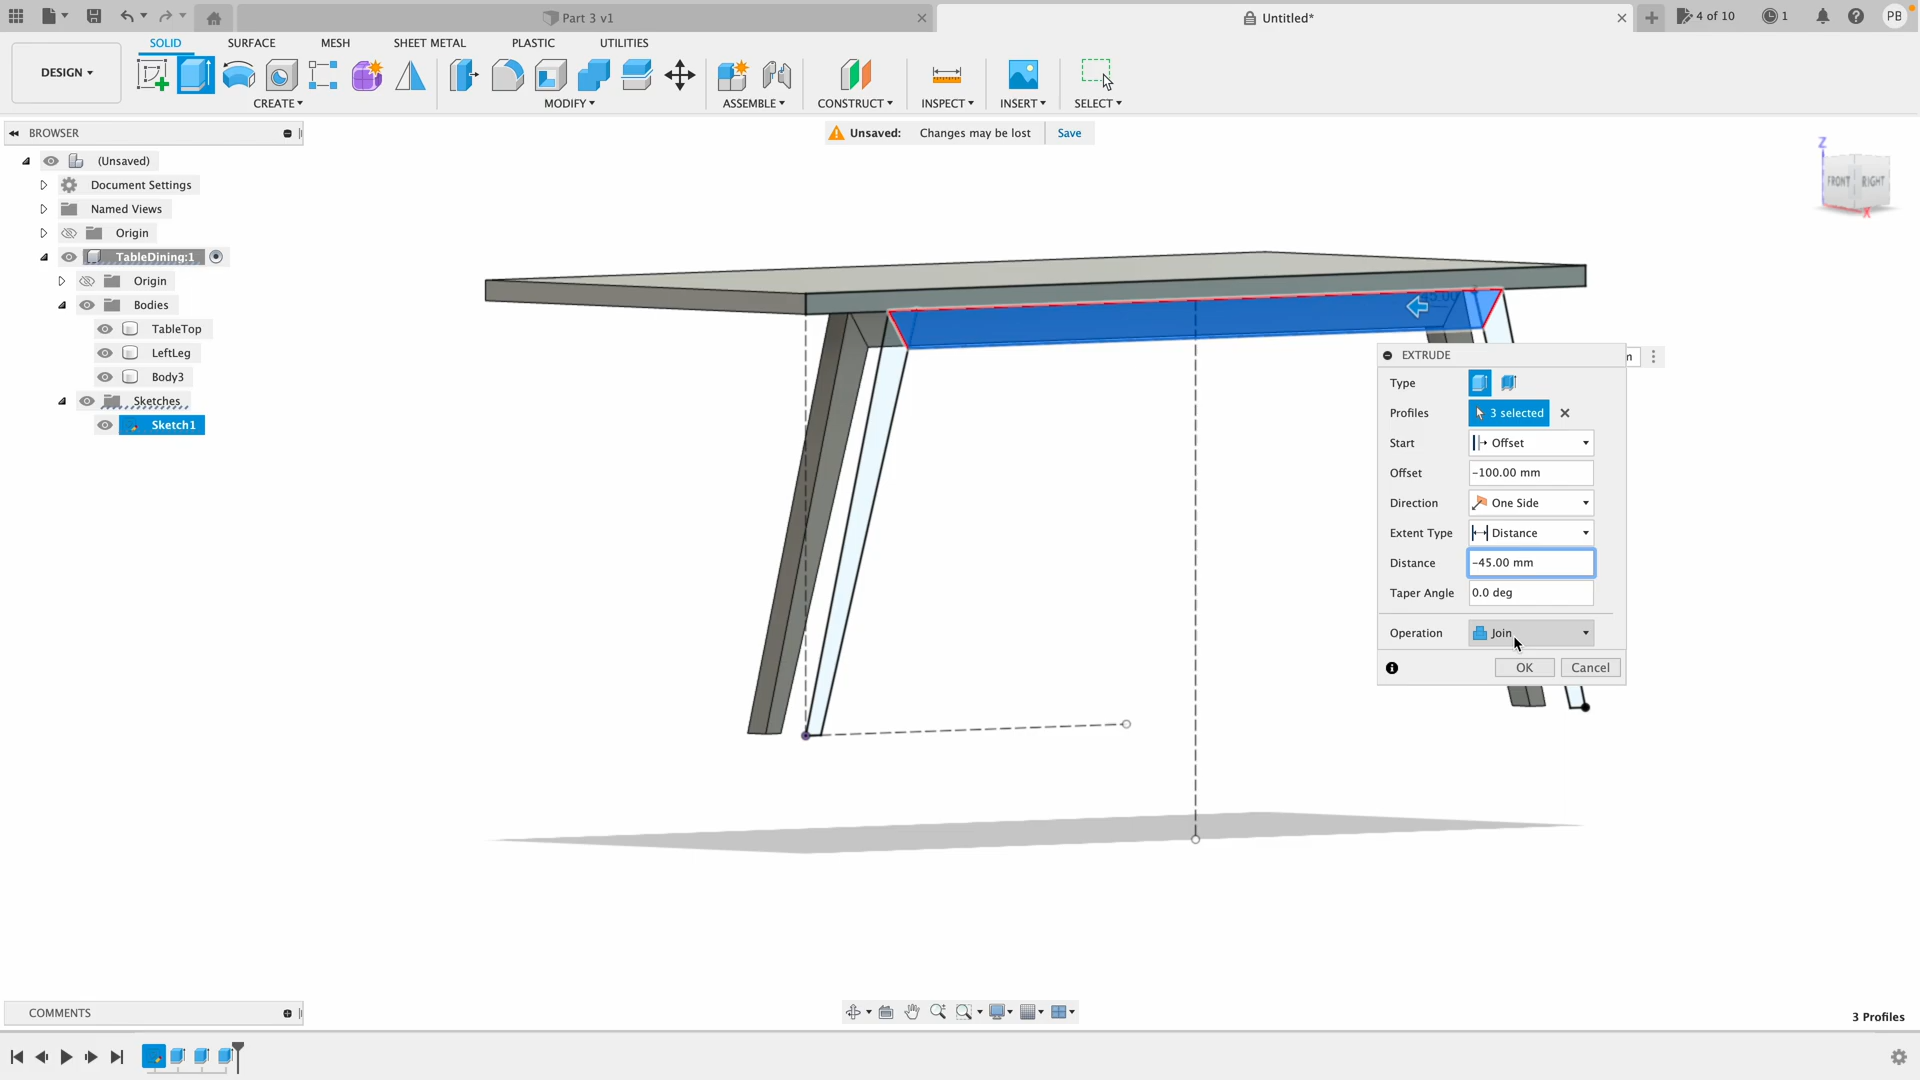 Part 3 v1
Untitled*
4 of 10
1
PB
DESIGN
SOLID
SURFACE
MESH
SHEET METAL
PLASTIC
UTILITIES
CREATE
MODIFY
ASSEMBLE
CONSTRUCT
INSPECT
INSERT
SELECT
BROWSER
Unsaved: Changes may be lost
Save
(Unsaved)
Document Settings
Named Views
Origin
TableDining:1
Origin
Bodies
TableTop
LeftLeg
Body3
Sketches
Sketch1
Z
FRONT
RIGHT
X
EXTRUDE
Type
Profiles 3 selected
Start Offset
Offset -100.00 mm
Direction One Side
Extent Type Distance
Distance -45.00 mm
Taper Angle 0.0 deg
Operation Join
OK
Cancel
COMMENTS
3 Profiles